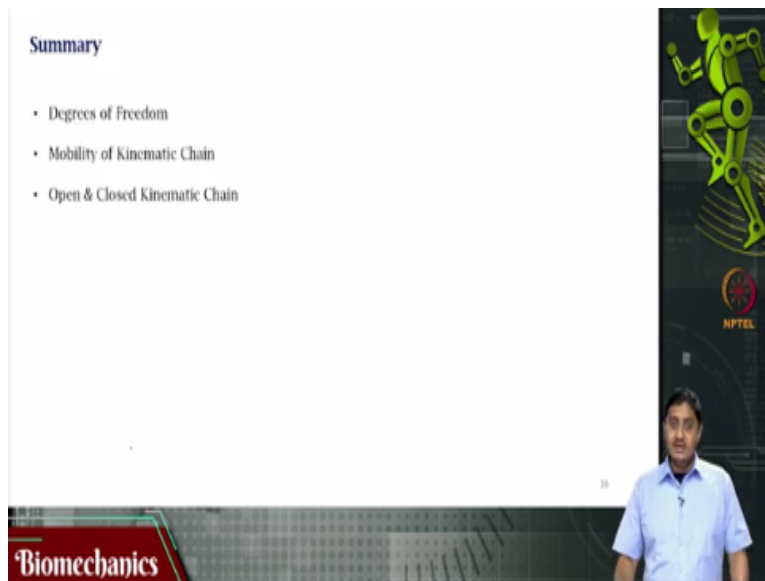 Summary
• Degrees of Freedom
• Mobility of Kinematic Chain
• Open & Closed Kinematic Chain
NPTEL
16
Biomechanics